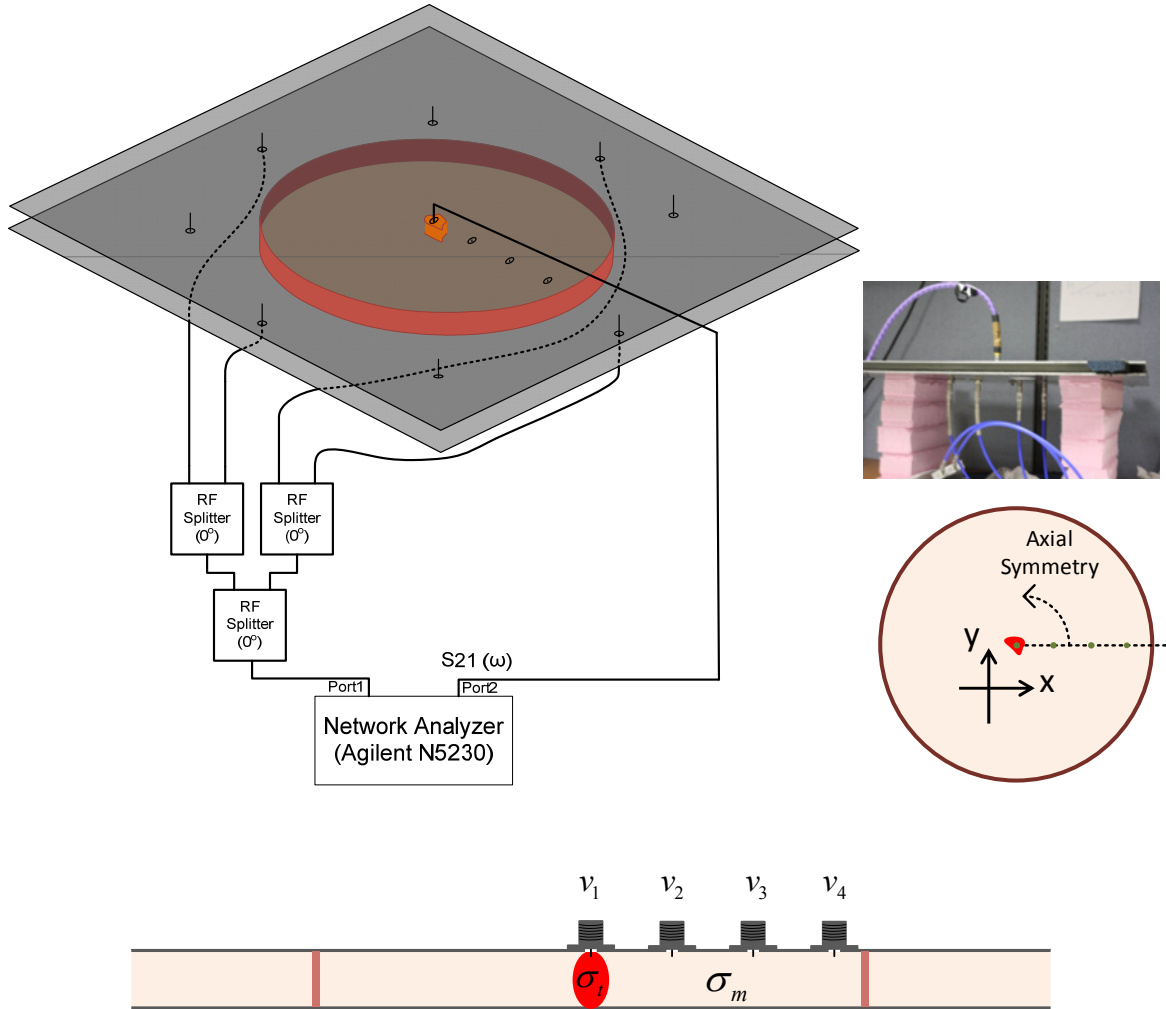 RF
Splitter
(0°)
RF
Splitter
(0°)
RF
Splitter
(0°)
S21 (ω)
Port1
Port2
Network Analyzer
(Agilent N5230)
Axial
Symmetry
y
x
v₁
v₂
v₃
v₄
σₜ
σₘ